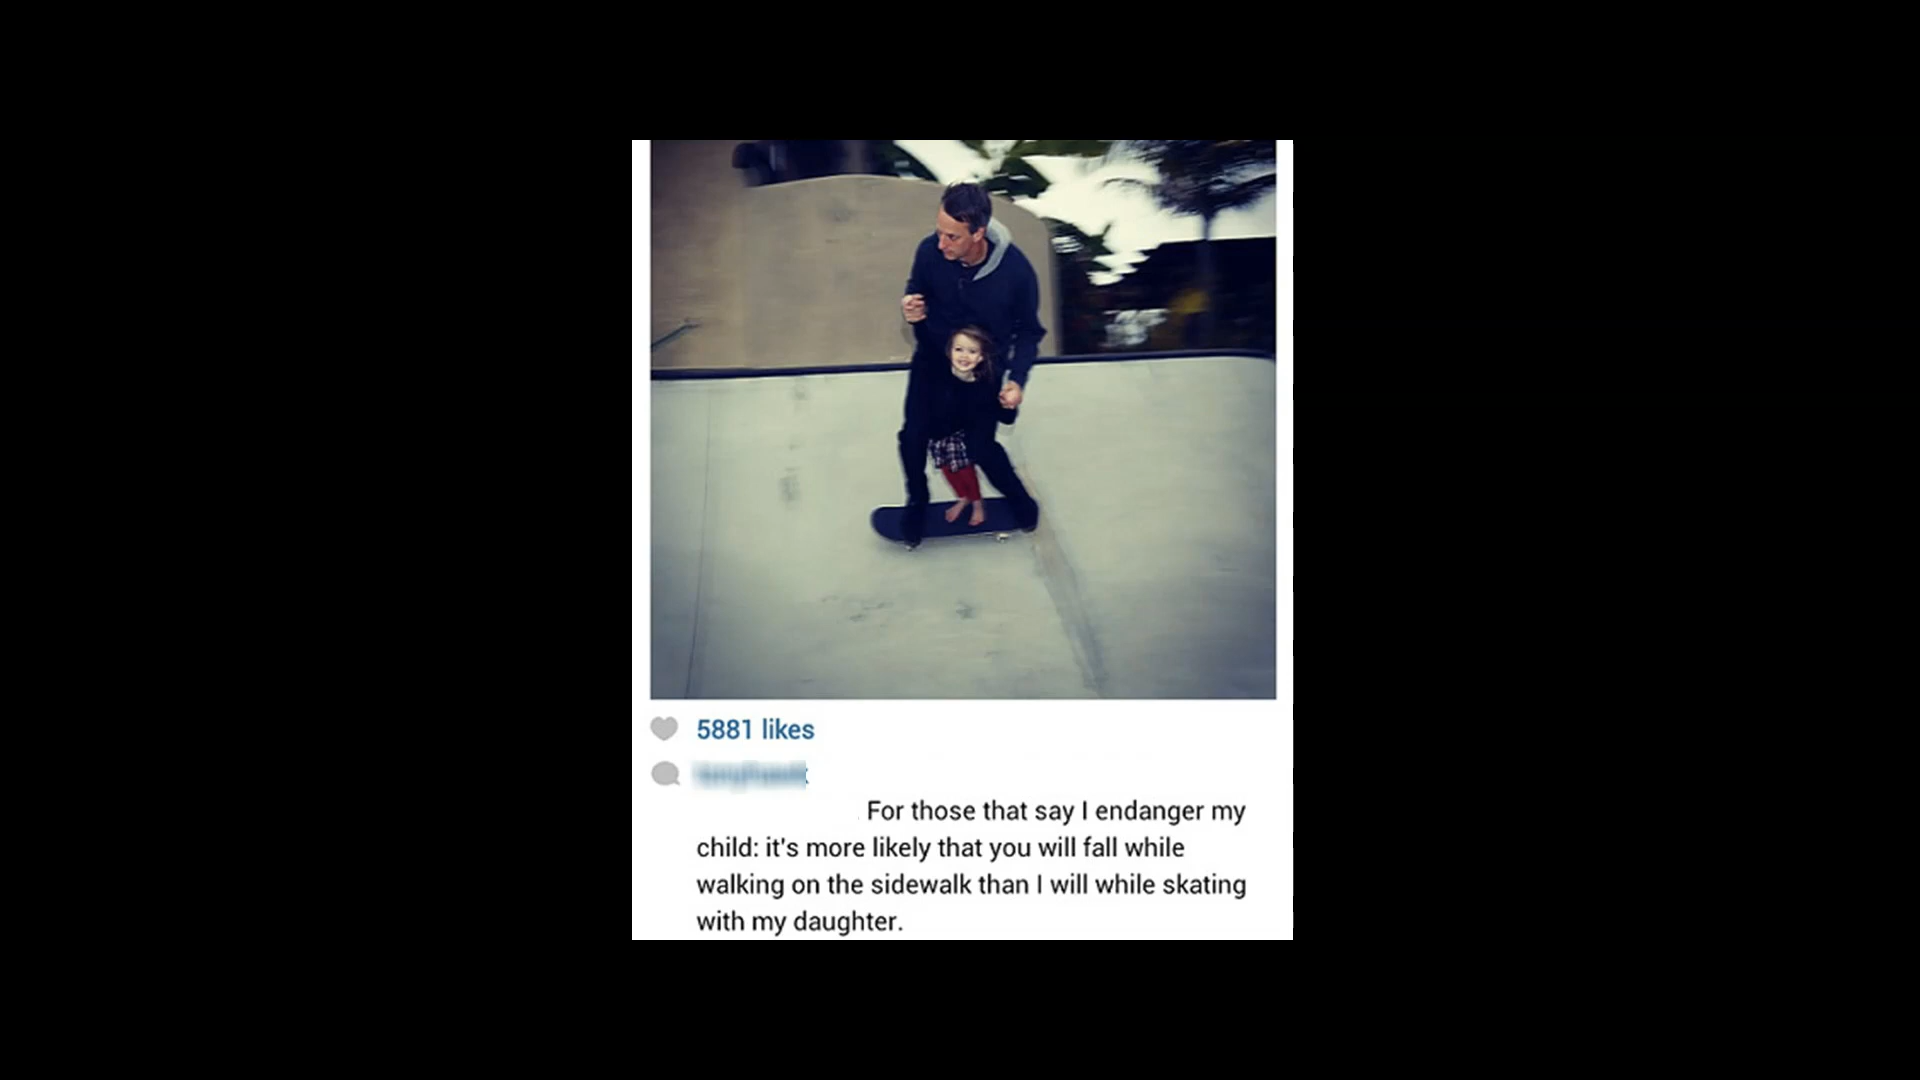 5881 likes
For those that say I endanger my
child: it's more likely that you will fall while
walking on the sidewalk than I will while skating
with my daughter.